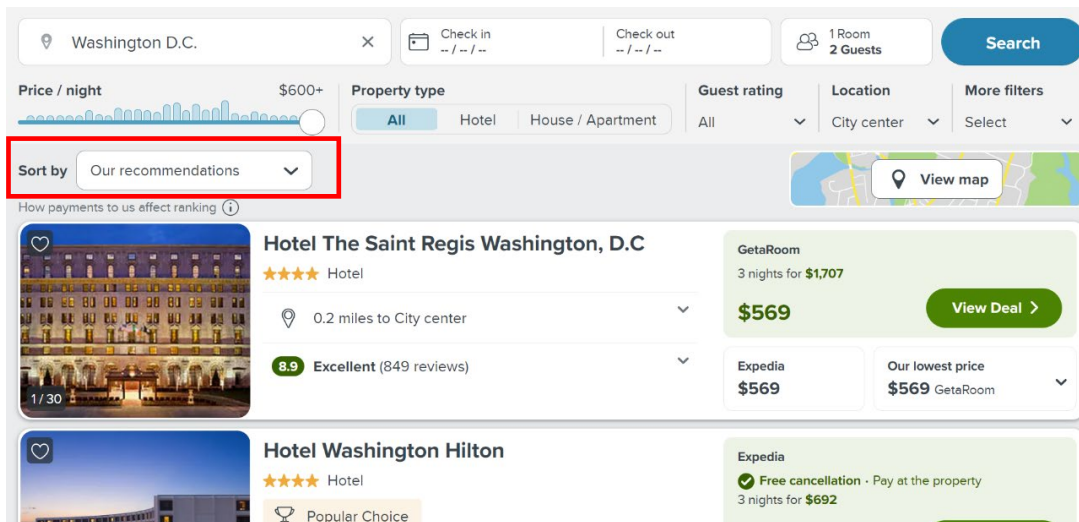 Washington D.C.
Check in
-- / -- / --
Check out
-- / -- / --
1 Room
2 Guests
Search
Price / night
$600+
Property type
All
Hotel
House / Apartment
Guest rating
All
Location
City center
More filters
Select
Sort by
Our recommendations
View map
How payments to us affect ranking
Hotel The Saint Regis Washington, D.C
Hotel
0.2 miles to City center
8.9 Excellent (849 reviews)
1/30
GetaRoom
3 nights for $1,707
$569
View Deal
Expedia
$569
Our lowest price
$569 GetaRoom
Hotel Washington Hilton
Hotel
Popular Choice
Expedia
Free cancellation · Pay at the property
3 nights for $692